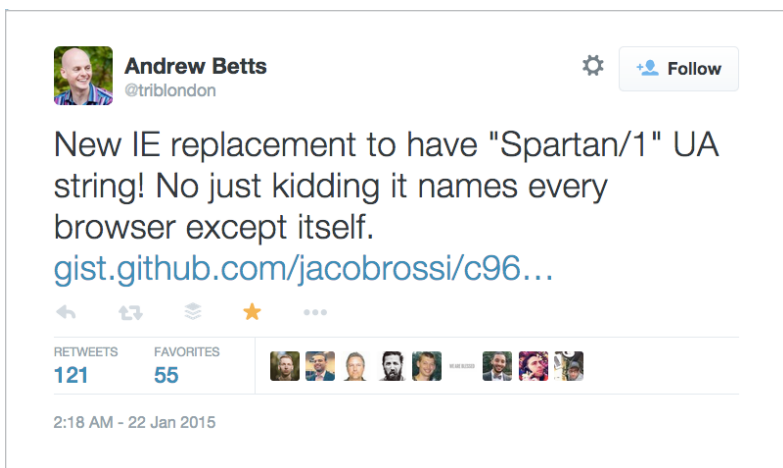 Andrew Betts
@triblondon
Follow
New IE replacement to have "Spartan/1" UA
string! No just kidding it names every
browser except itself.
gist.github.com/jacobrossi/c96...
RETWEETS
FAVORITES
121
55
2:18 AM - 22 Jan 2015